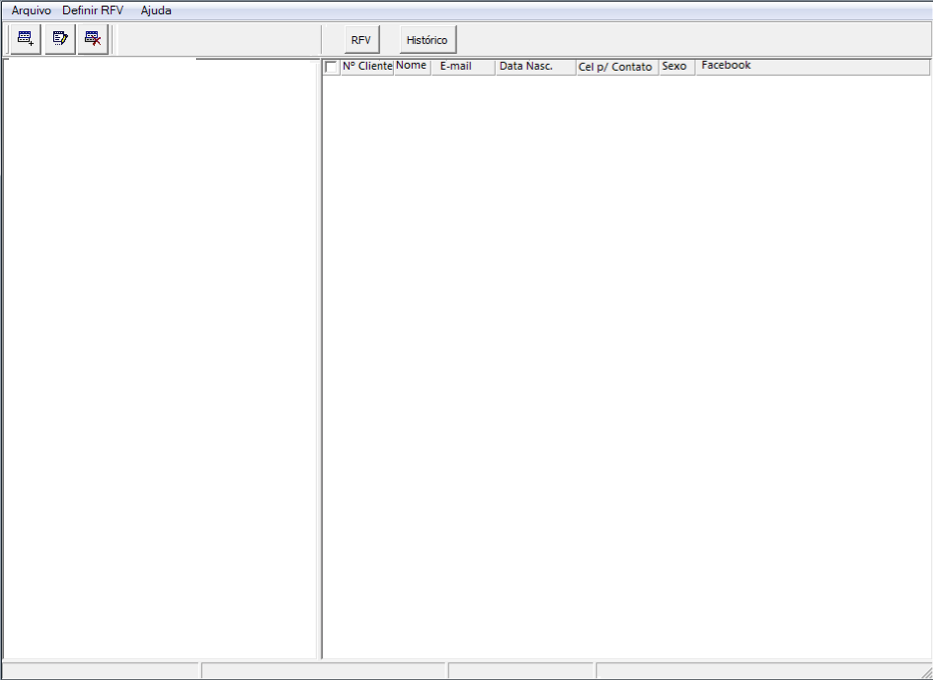 Arquivo Definir RFV Ajuda
RFV Histórico
Nº Cliente Nome E-mail Data Nasc. Cel p/ Contato Sexo Facebook